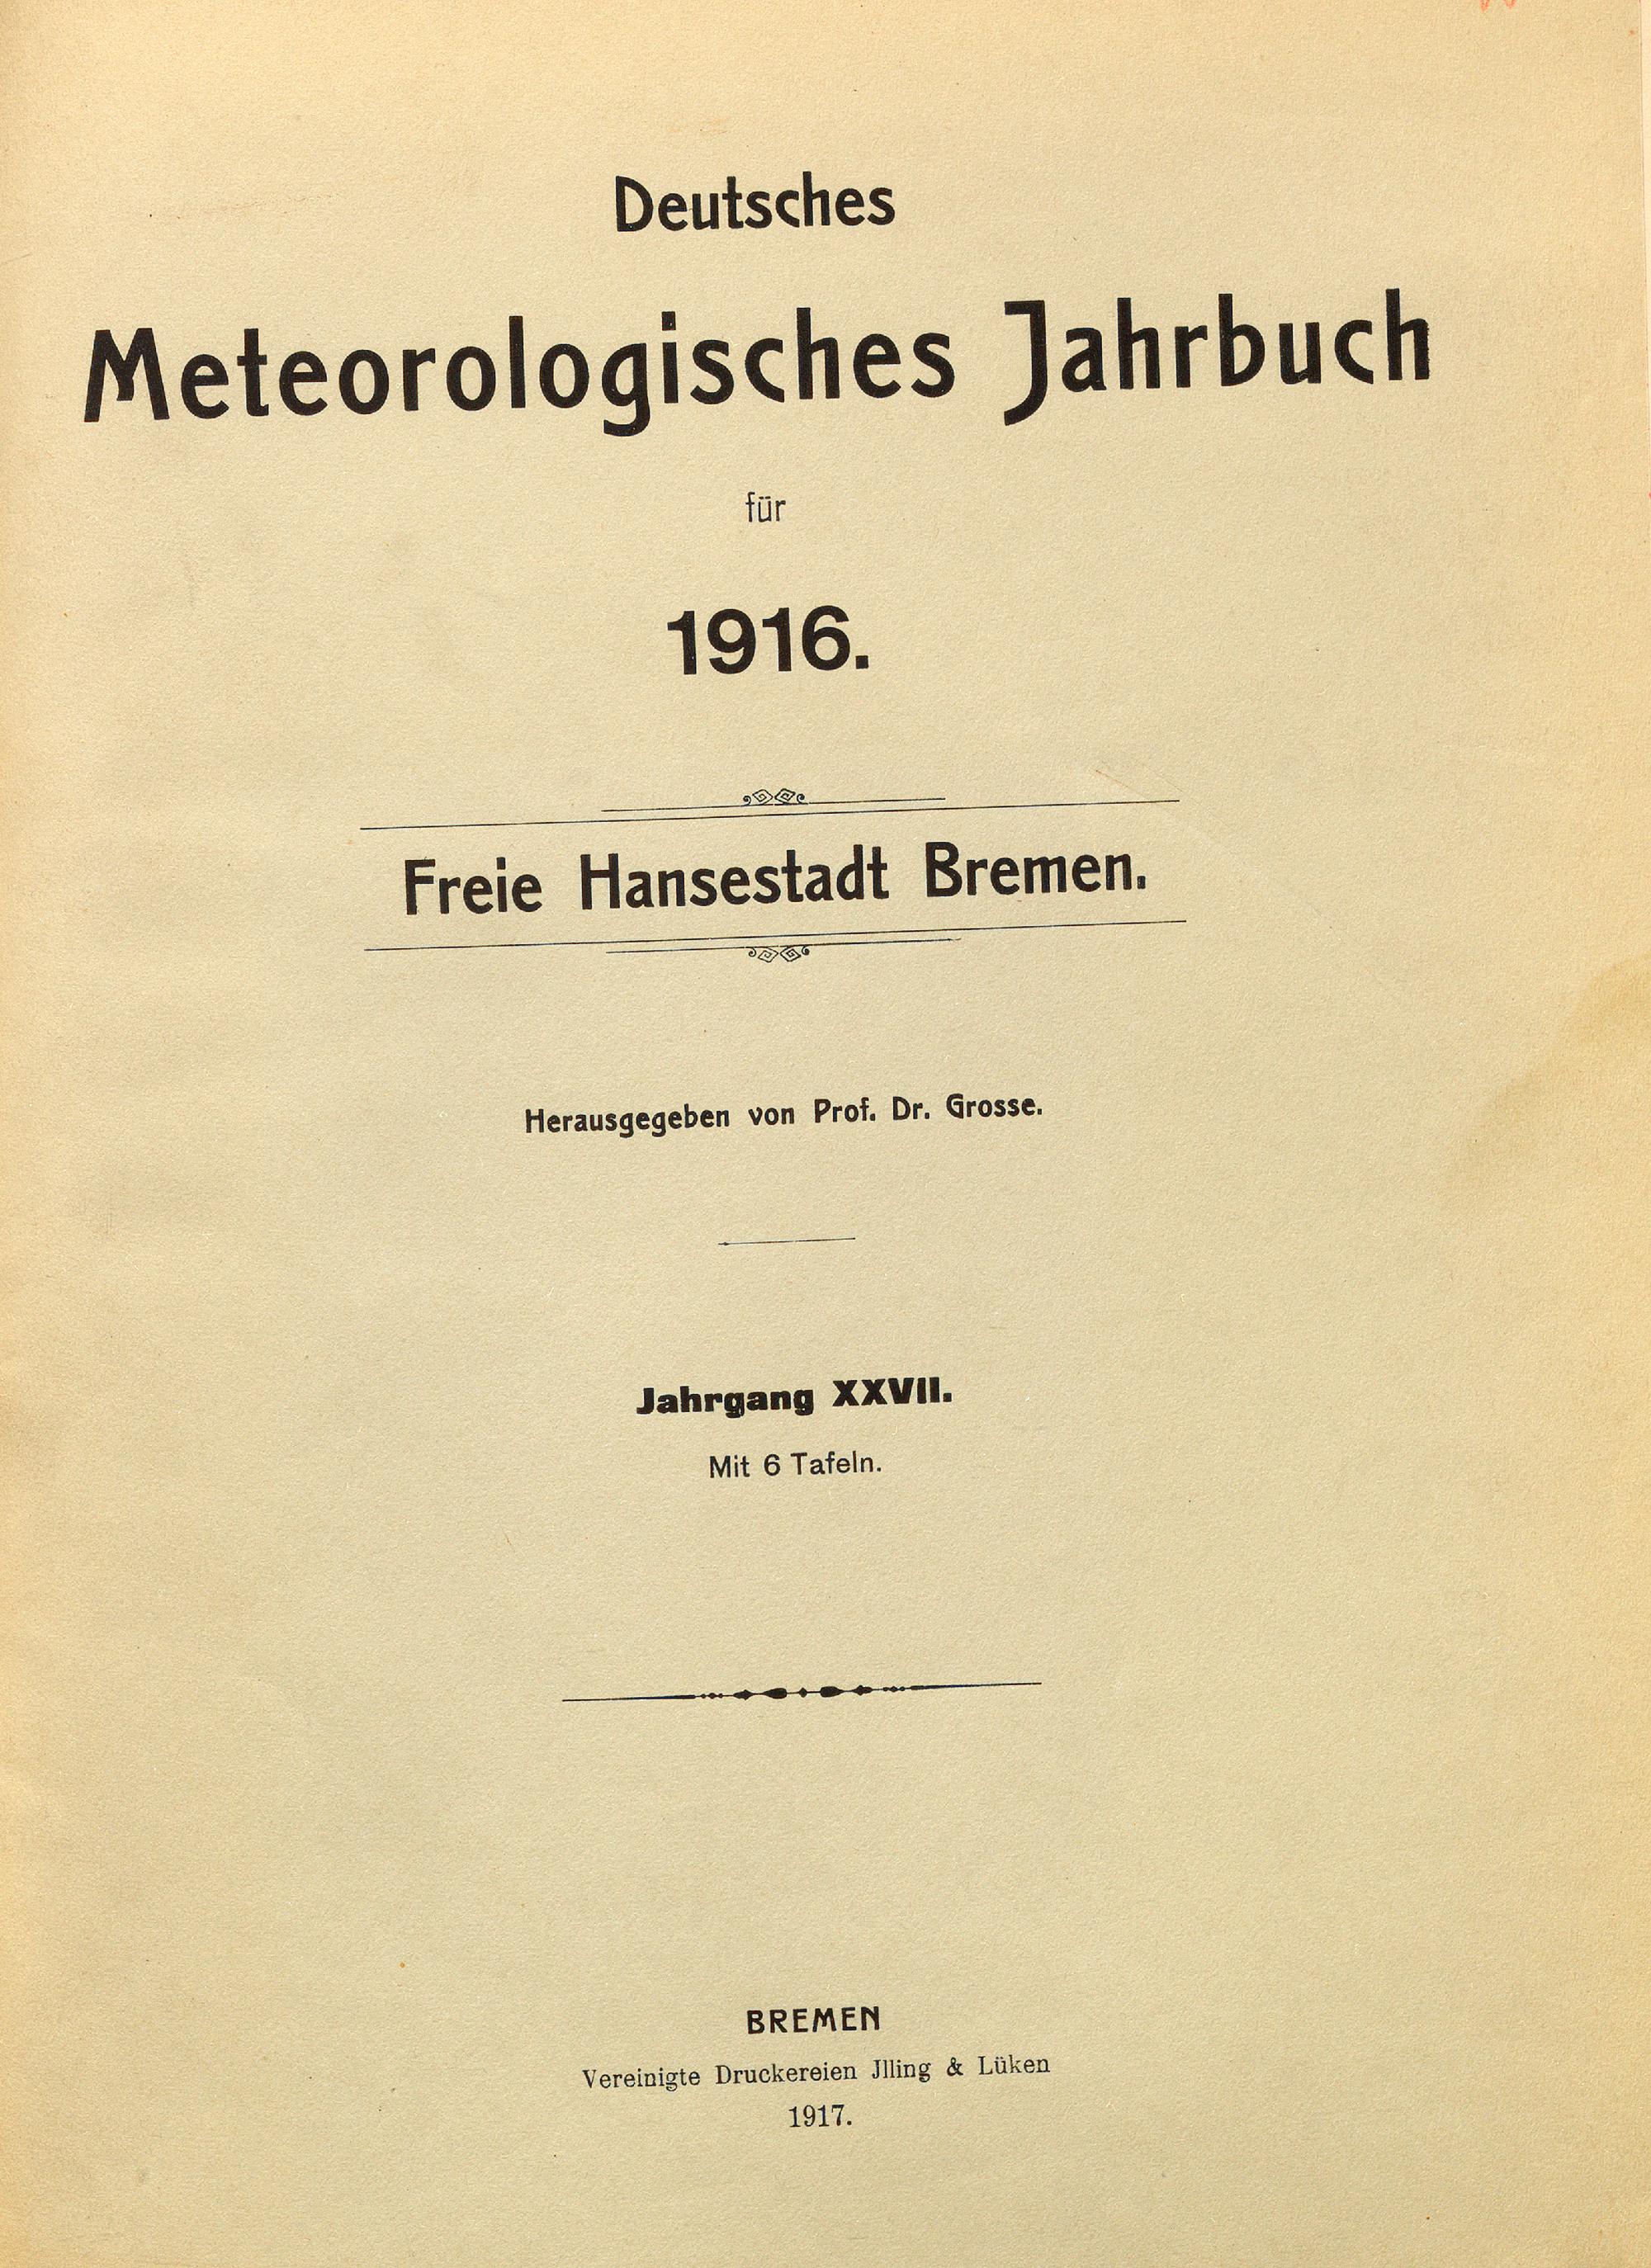 Deutsches
Meteorologisches Jahrbuch
für
1916.
Freie Hansestadt Bremen.
Herausgegeben von Prof. Dr. Grosse.
Jahrgang XXVII.
Mit 6 Tafeln.
BREMEN
Vereinigte Druckereien Jlling & Lüken
1917.